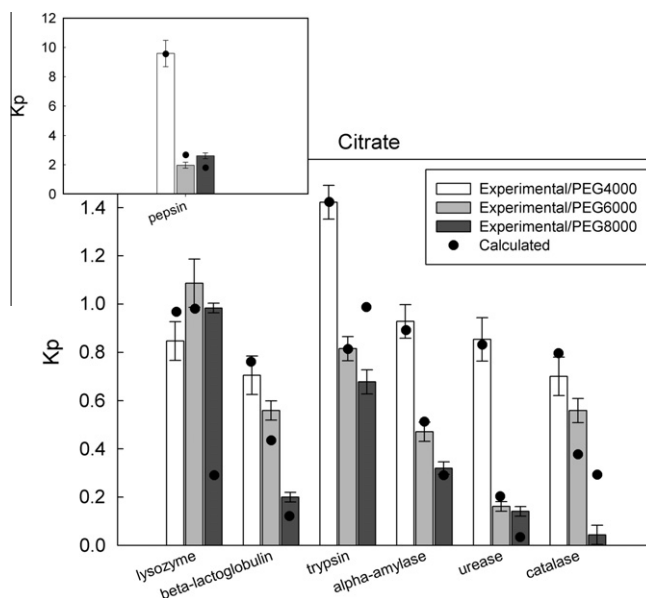 12
10
8
6
4
2
0
Kp
pepsin
Citrate
Experimental/PEG4000
Experimental/PEG6000
Experimental/PEG8000
Calculated
1.4
1.2
1.0
0.8
0.6
0.4
0.2
0.0
Kp
lysozyme
beta-lactoglobulin
trypsin
alpha-amylase
urease
catalase